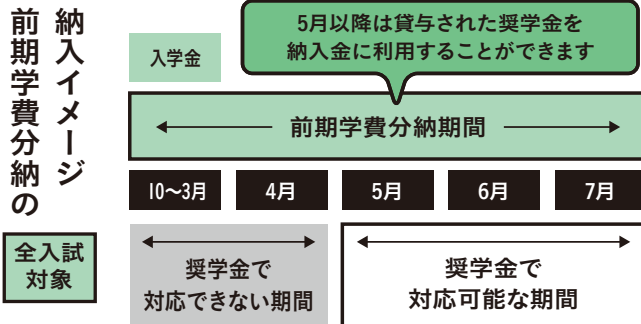 前期学費分納の
納入イメージ
全入試
対象
入学金
5月以降は貸与された奨学金を
納入金に利用することができます
前期学費分納期間
10〜3月
4月
5月
6月
7月
奨学金で
対応できない期間
奨学金で
対応可能な期間